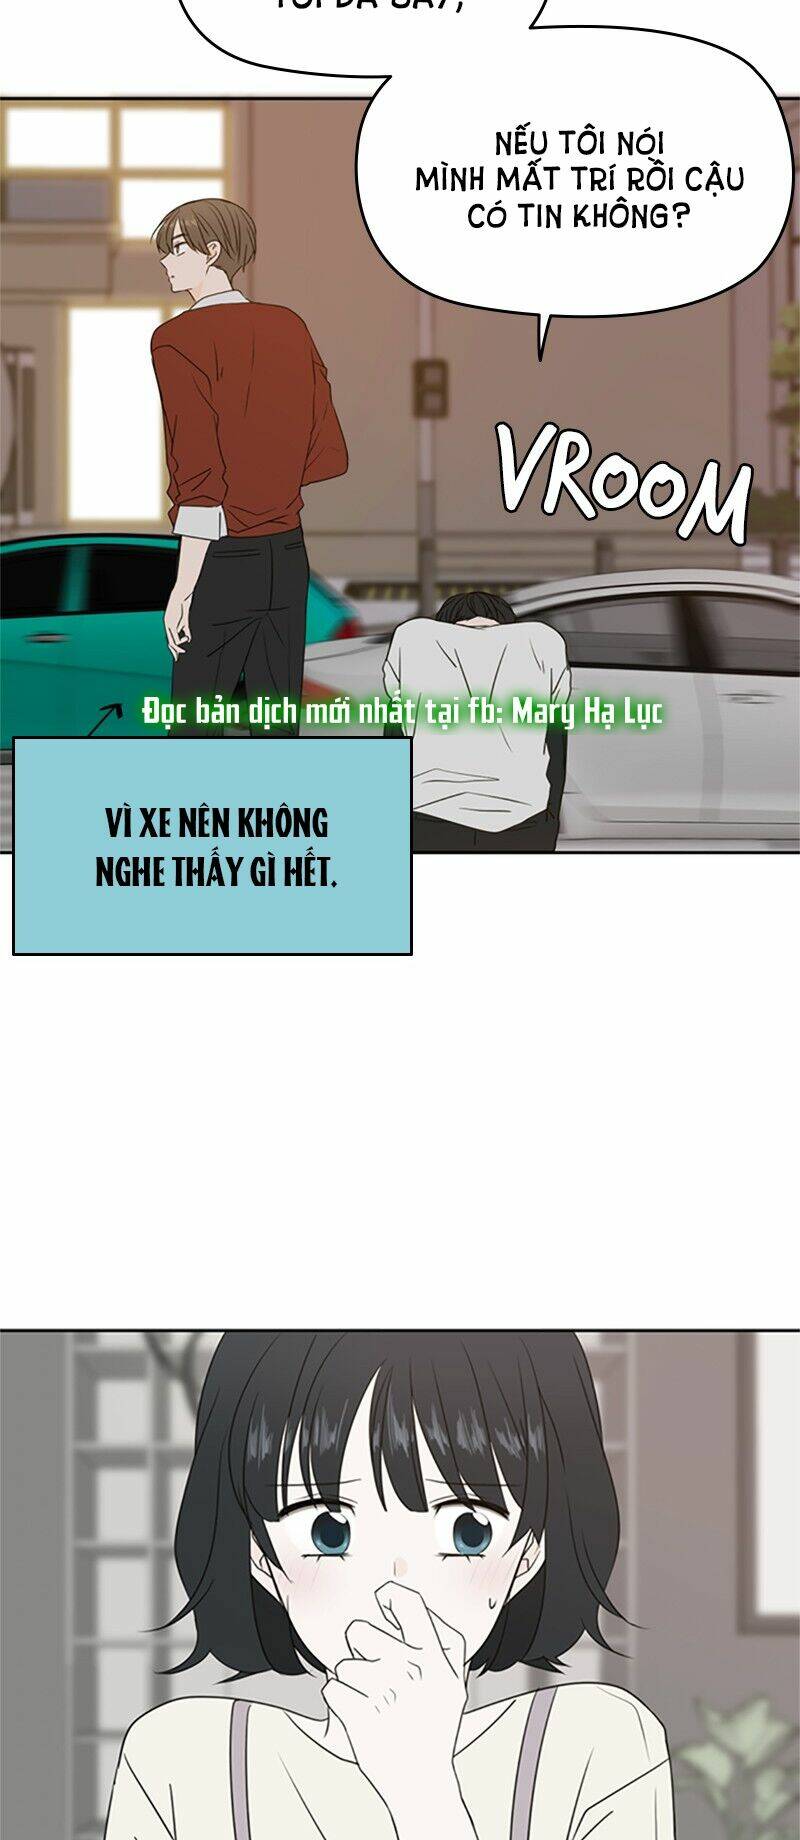 NẾU TÔI NÓI
MÌNH MẤT TRÍ RỒI CẬU
CÓ TIN KHÔNG?
VROOM
Đọc bản dịch mới nhất tại fb: Mary Hạ Lục
VÌ XE NÊN KHÔNG
NGHE THẤY GÌ HẾT.